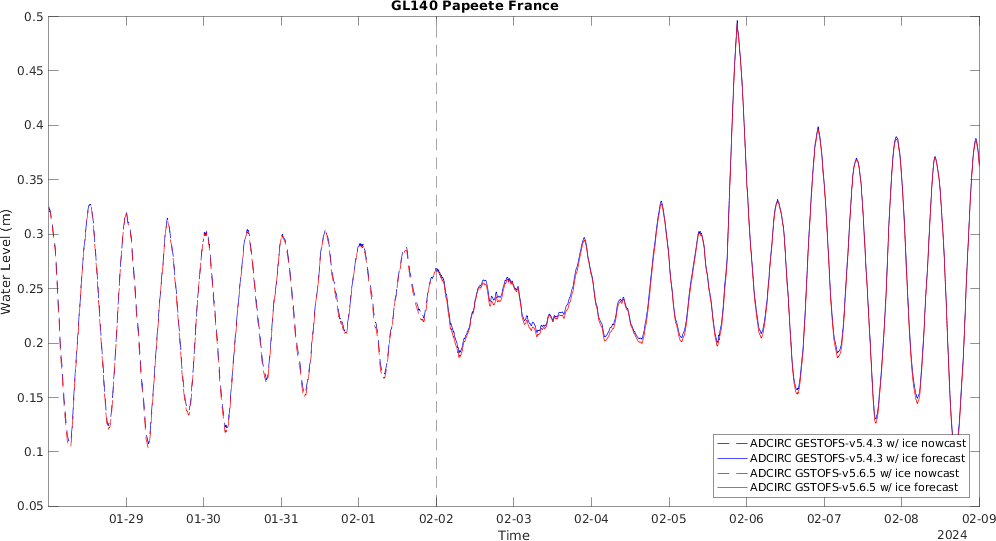 GL140 Papeete France
0.5
0.45
0.4
0.35
0.3
0.25
0.2
0.15
0.1
0.05
Water Level (m)
01-29 01-30 01-31 02-01 02-02 02-03 02-04 02-05 02-06 02-07 02-08 02-09
Time
2024
ADCIRC GESTOFS-v5.4.3 w/ ice nowcast
ADCIRC GESTOFS-v5.4.3 w/ ice forecast
ADCIRC GSTOFS-v5.6.5 w/ ice nowcast
ADCIRC GSTOFS-v5.6.5 w/ ice forecast